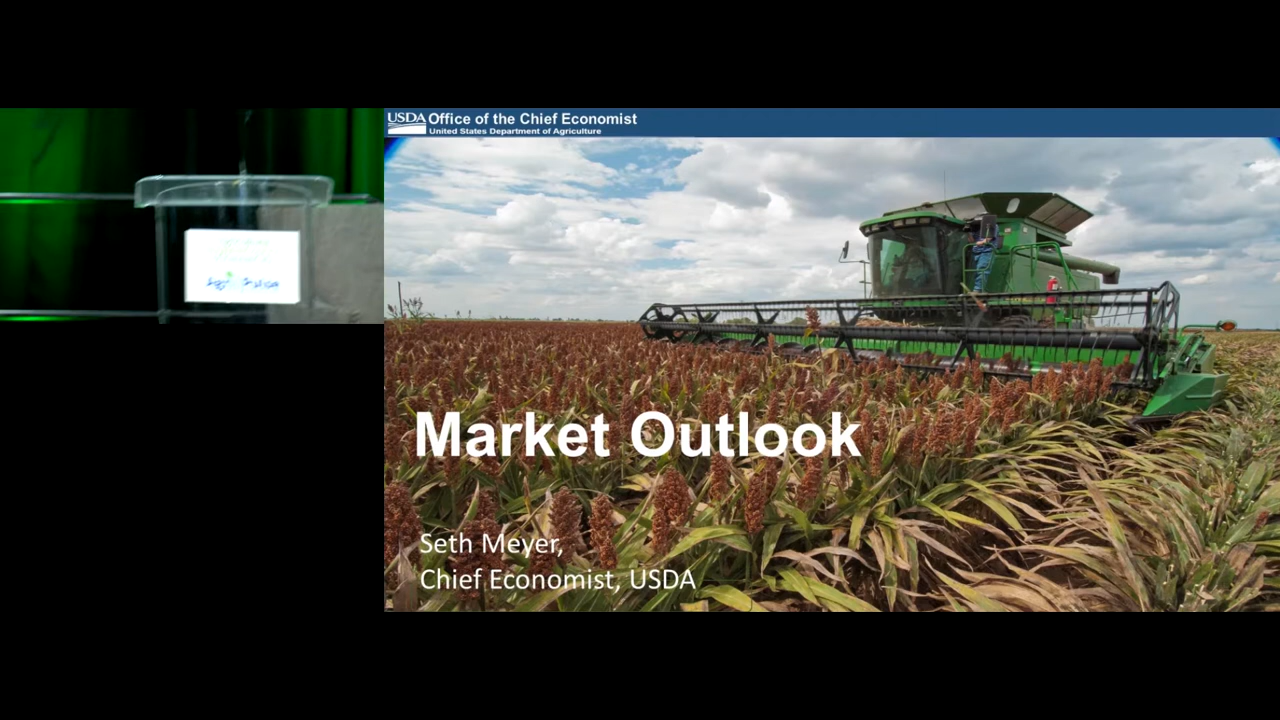 USDA Office of the Chief Economist
United States Department of Agriculture
Market Outlook
Seth Meyer,
Chief Economist, USDA